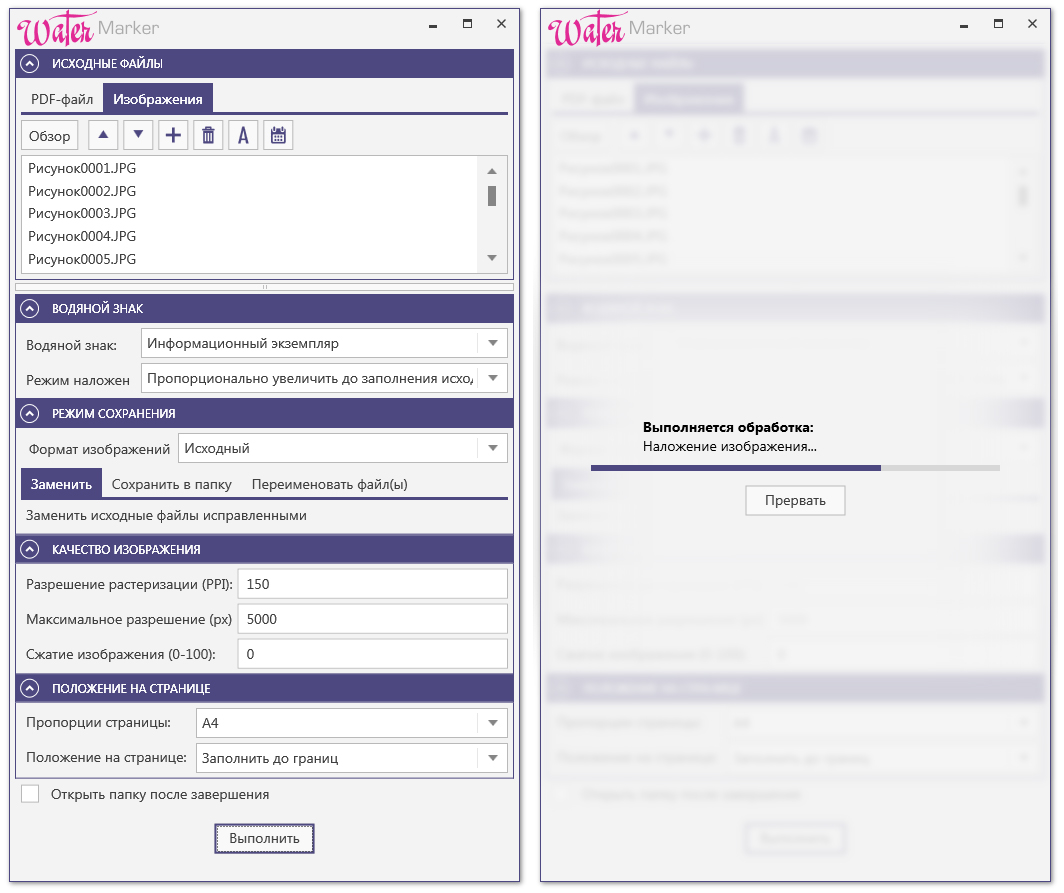 Water Marker
ИСХОДНЫЕ ФАЙЛЫ
PDF-файл Изображения
Обзор A
Рисунок0001.JPG
Рисунок0002.JPG
Рисунок0003.JPG
Рисунок0004.JPG
Рисунок0005.JPG
ВОДЯНОЙ ЗНАК
Водяной знак: Информационный экземпляр
Режим наложен Пропорционально увеличить до заполнения исход
РЕЖИМ СОХРАНЕНИЯ
Формат изображений Исходный
Заменить Сохранить в папку Переименовать файл(ы)
Заменить исходные файлы исправленными
КАЧЕСТВО ИЗОБРАЖЕНИЯ
Разрешение растеризации (PPI): 150
Максимальное разрешение (px) 5000
Сжатие изображения (0-100): 0
ПОЛОЖЕНИЕ НА СТРАНИЦЕ
Пропорции страницы: A4
Положение на странице: Заполнить до границ
Открыть папку после завершения
Выполнить
Water Marker
Выполняется обработка:
Наложение изображения...
Прервать